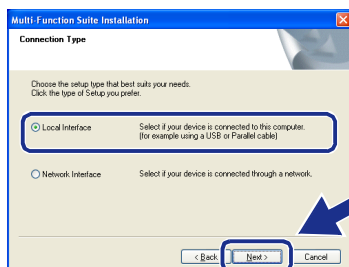 Multi-Function Suite Installation
Connection Type
Choose the setup type that best suits your needs.
Click the type of Setup you prefer.
Local Interface
Select if your device is connected to this computer.
(for example using a USB or Parallel cable)
Network Interface
Select if your device is connected through a network.
< Back
Next >
Cancel